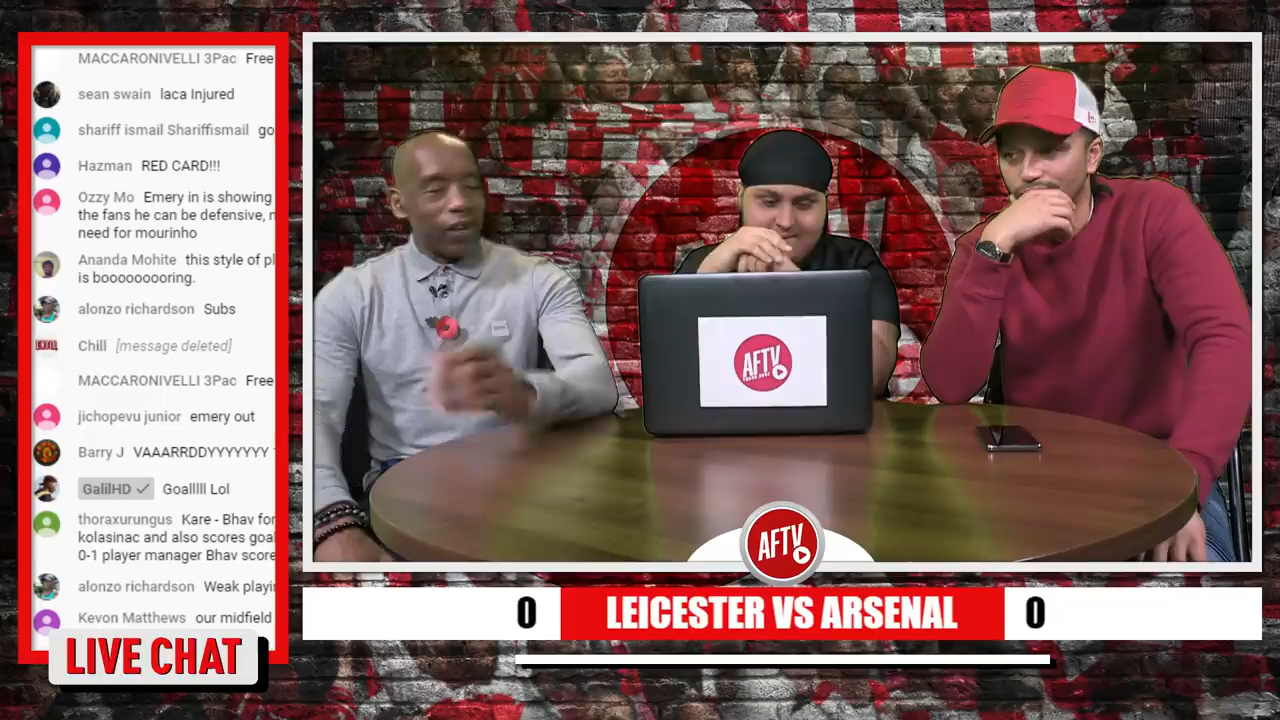 MACCARONIVELLI 3Pac Free
sean swain laca Injured
shariff ismail Shariffismail go
Hazman RED CARD!!!
Ozzy Mo Emery in is showing
the fans he can be defensive, n
need for mourinho
Ananda Mohite this style of pl
is boooooooring.
alonzo richardson Subs
Chill [message deleted]
MACCARONIVELLI 3Pac Free
jichopevu junior emery out
Barry J VAAARRDDYYYYYYY
GalilHD ✓ Goalllll Lol
thoraxurungus Kare - Bhav for
kolasinac and also scores goal
0-1 player manager Bhav score
alonzo richardson Weak playi
Kevon Matthews our midfield
LIVE CHAT
AFTV
AFTV
0 LEICESTER VS ARSENAL 0